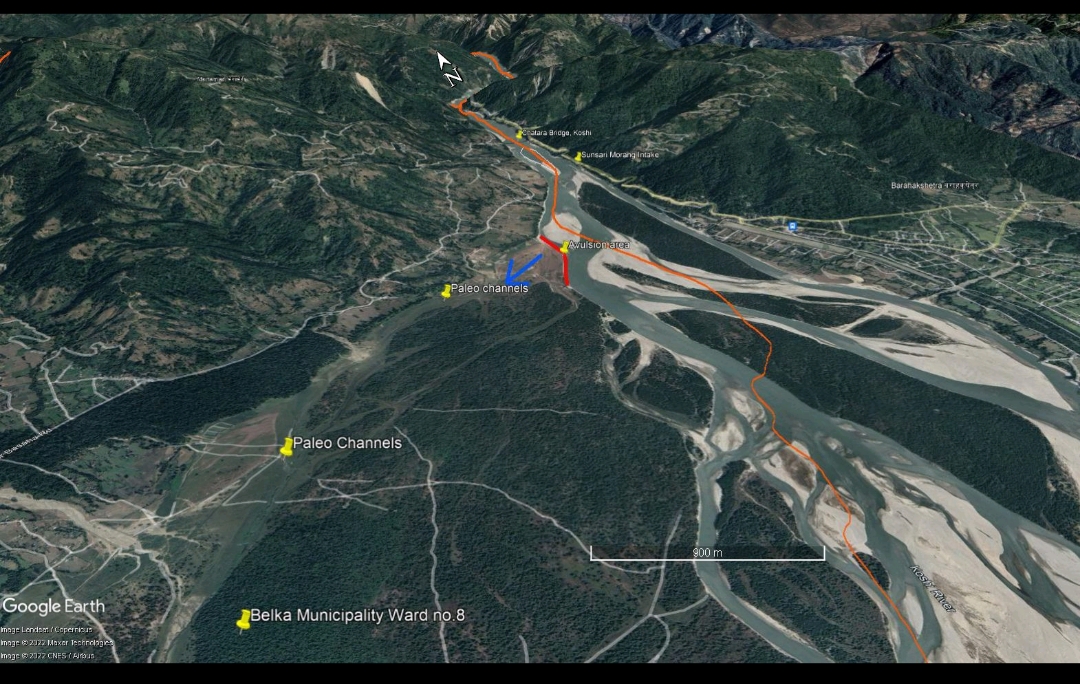 N
Chatara Bridge, Koshi
Sunsari Morang Intake
Barahakshetra बराहक्षेत्र
Avulsion area
Paleo channels
Paleo Channels
900 m
Koshi River
Belka Municipality Ward no.8
Google Earth
Image Landsat / Copernicus
Image © 2022 Maxar Technologies
Image © 2022 CNES / Airbus